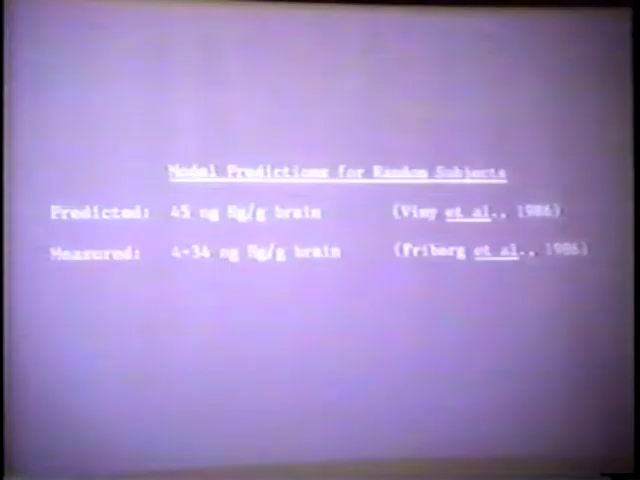 Model Predictions for Random Subjects
Predicted: 45 ng Hg/g brain (Vimy et al., 1986)
Measured: 4-34 ng Hg/g brain (Friberg et al., 1986)